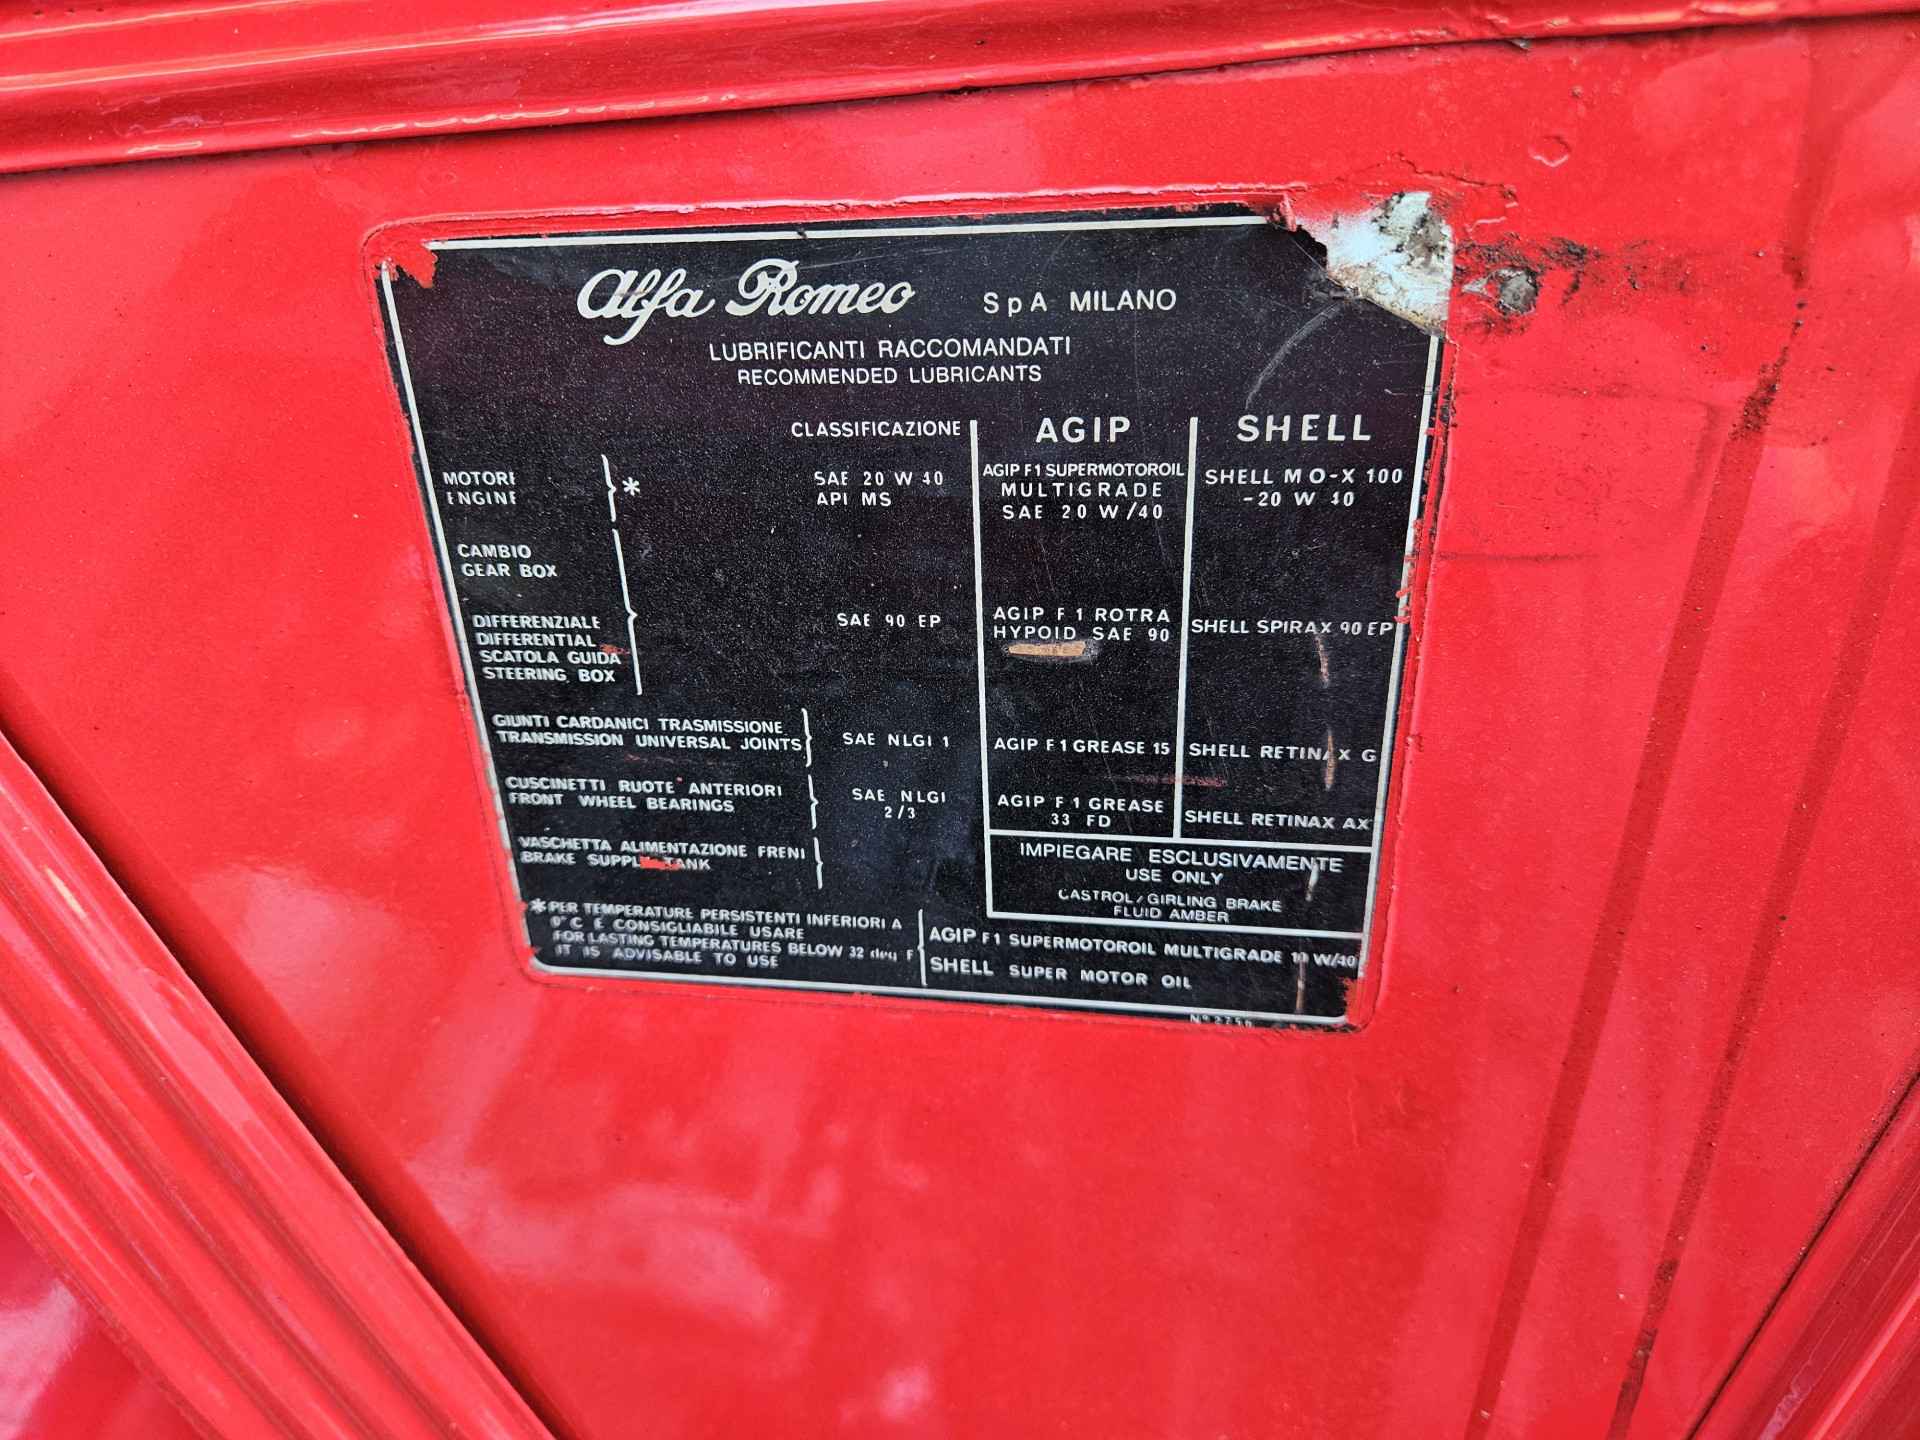 Alfa Romeo SpA MILANO
LUBRIFICANTI RACCOMANDATI
RECOMMENDED LUBRICANTS
CLASSIFICAZIONE AGIP SHELL
MOTORE
ENGINE
*
SAE 20 W 40
API MS
AGIP F1 SUPERMOTOROIL
MULTIGRADE
SAE 20 W/40
SHELL MO-X 100
-20 W 40
CAMBIO
GEAR BOX
DIFFERENZIALE
DIFFERENTIAL
SCATOLA GUIDA
STEERING BOX
SAE 90 EP
AGIP F1 ROTRA
HYPOID SAE 90
SHELL SPIRAX 90 EP
GIUNTI CARDANICI TRASMISSIONE
TRANSMISSION UNIVERSAL JOINTS
SAE NLGI 1
AGIP F1 GREASE 15
SHELL RETINAX G
CUSCINETTI RUOTE ANTERIORI
FRONT WHEEL BEARINGS
SAE NLGI
2/3
AGIP F1 GREASE
33 FD
SHELL RETINAX AX
VASCHETTA ALIMENTAZIONE FRENI
BRAKE SUPPLY TANK
IMPIEGARE ESCLUSIVAMENTE
USE ONLY
CASTROL/GIRLING BRAKE
FLUID AMBER
*PER TEMPERATURE PERSISTENTI INFERIORI A
0°C E CONSIGLIABILE USARE
FOR LASTING TEMPERATURES BELOW 32 deg F
IT IS ADVISABLE TO USE
AGIP F1 SUPERMOTOROIL MULTIGRADE 10 W/40
SHELL SUPER MOTOR OIL